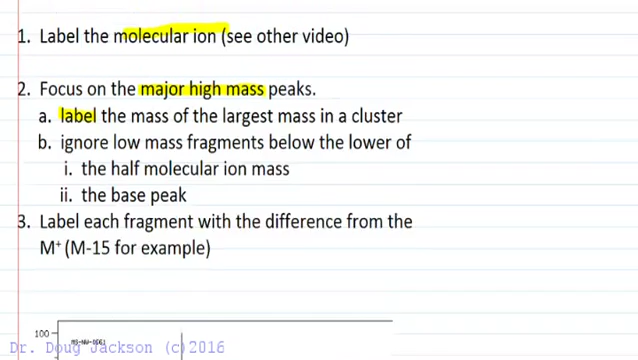 1. Label the molecular ion (see other video)
2. Focus on the major high mass peaks.
a. label the mass of the largest mass in a cluster
b. ignore low mass fragments below the lower of
i. the half molecular ion mass
ii. the base peak
3. Label each fragment with the difference from the
M⁺ (M-15 for example)
100
Dr. Doug Jackson (c)2016